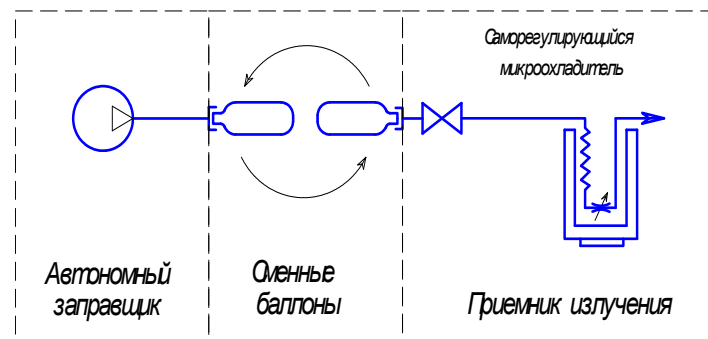 Саморегулирующийся
микроохладитель
Автономный
заправщик
Сменные
баллоны
Приемник излучения